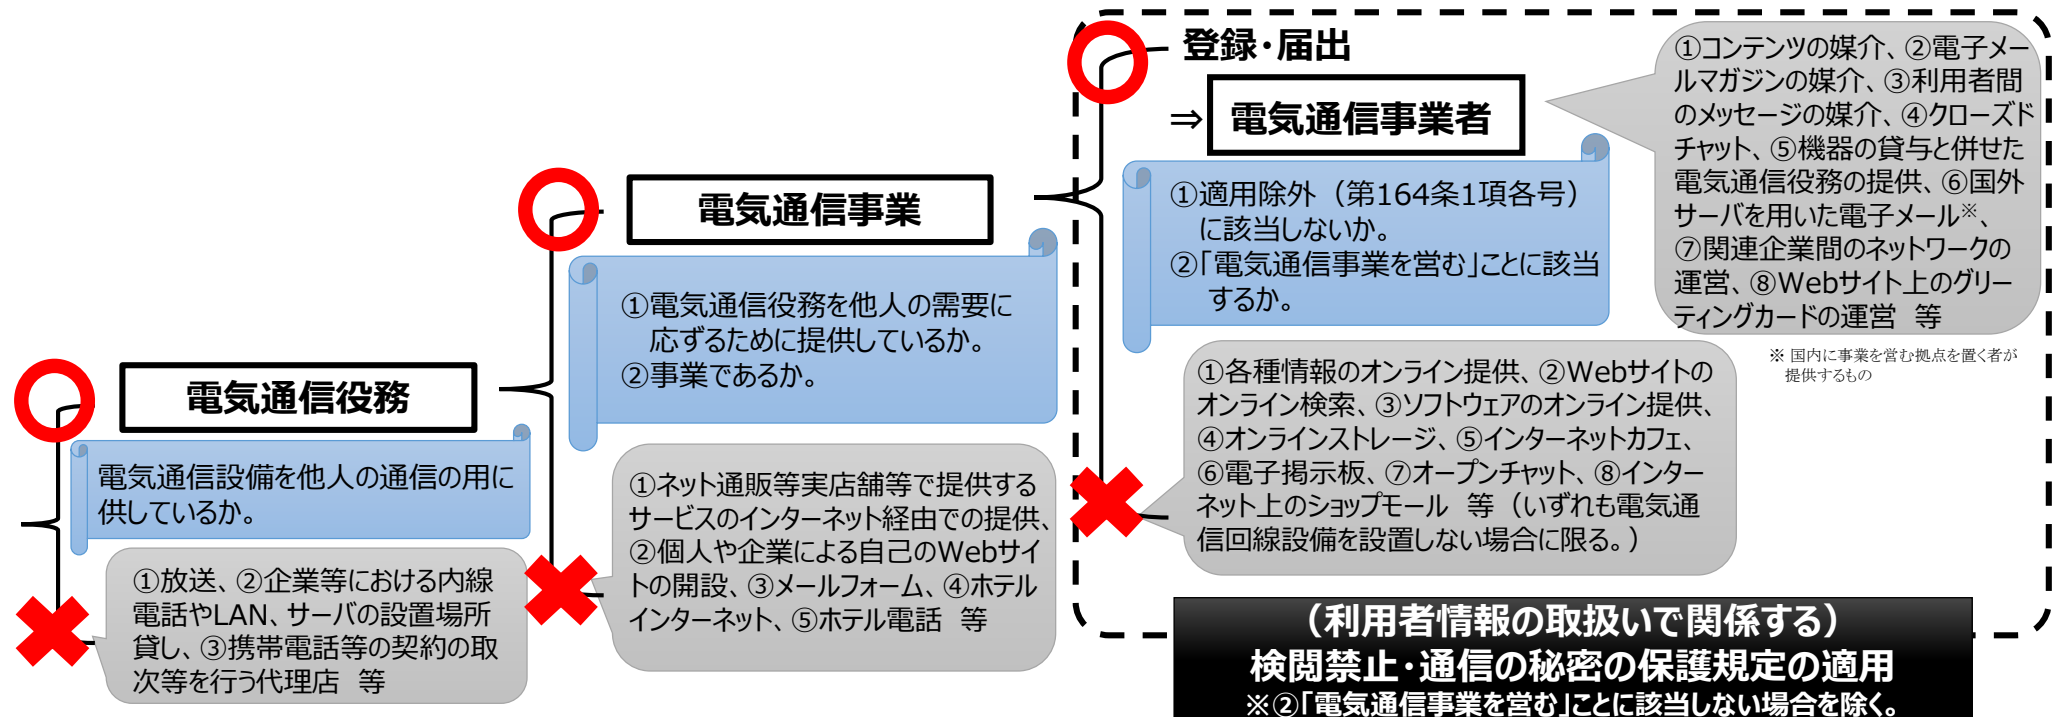 電気通信役務
電気通信設備を他人の通信の用に
供しているか。
①放送、②企業等における内線
電話やLAN、サーバの設置場所
貸し、③携帯電話等の契約の取
次等を行う代理店　等
電気通信事業
①電気通信役務を他人の需要に
応ずるために提供しているか。
②事業であるか。
①ネット通販等実店舗等で提供する
サービスのインターネット経由での提供、
②個人や企業による自己のWebサイ
トの開設、③メールフォーム、④ホテル
インターネット、⑤ホテル電話　等
登録・届出
⇒ 電気通信事業者
①適用除外（第164条1項各号）
に該当しないか。
②「電気通信事業を営む」ことに該当
するか。
①コンテンツの媒介、②電子メー
ルマガジンの媒介、③利用者間
のメッセージの媒介、④クローズド
チャット、⑤機器の貸与と併せた
電気通信役務の提供、⑥国外
サーバを用いた電子メール※、
⑦関連企業間のネットワークの
運営、⑧Webサイト上のグリー
ティングカードの運営　等
※ 国内に事業を営む拠点を置く者が
提供するもの
①各種情報のオンライン提供、②Webサイトの
オンライン検索、③ソフトウェアのオンライン提供、
④オンラインストレージ、⑤インターネットカフェ、
⑥電子掲示板、⑦オープンチャット、⑧インター
ネット上のショップモール　等（いずれも電気通
信回線設備を設置しない場合に限る。）
（利用者情報の取扱いで関係する）
検閲禁止・通信の秘密の保護規定の適用
※②「電気通信事業を営む」ことに該当しない場合を除く。